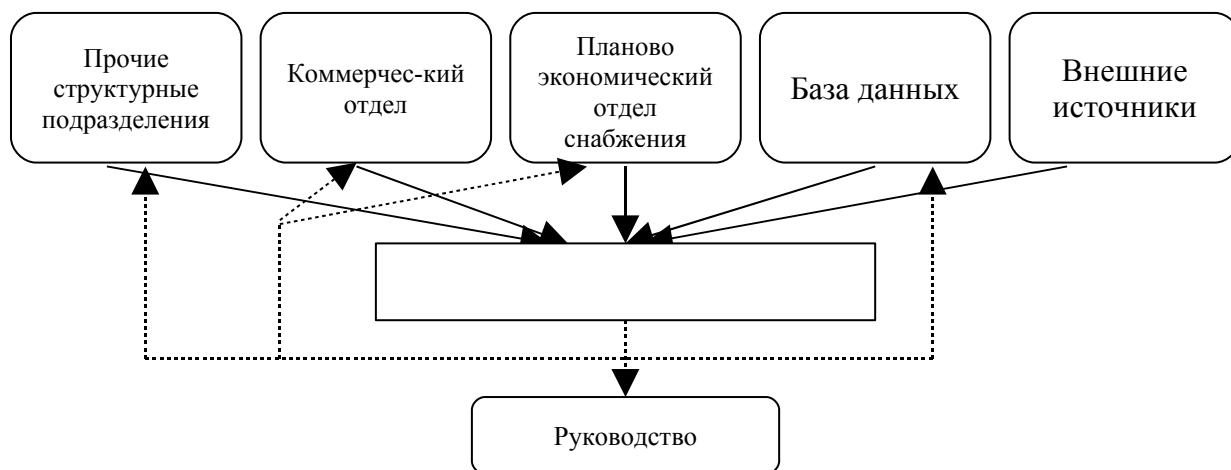 Прочие
структурные
подразделения
Коммерчес-кий
отдел
Планово
экономический
отдел
снабжения
База данных
Внешние
источники
Руководство